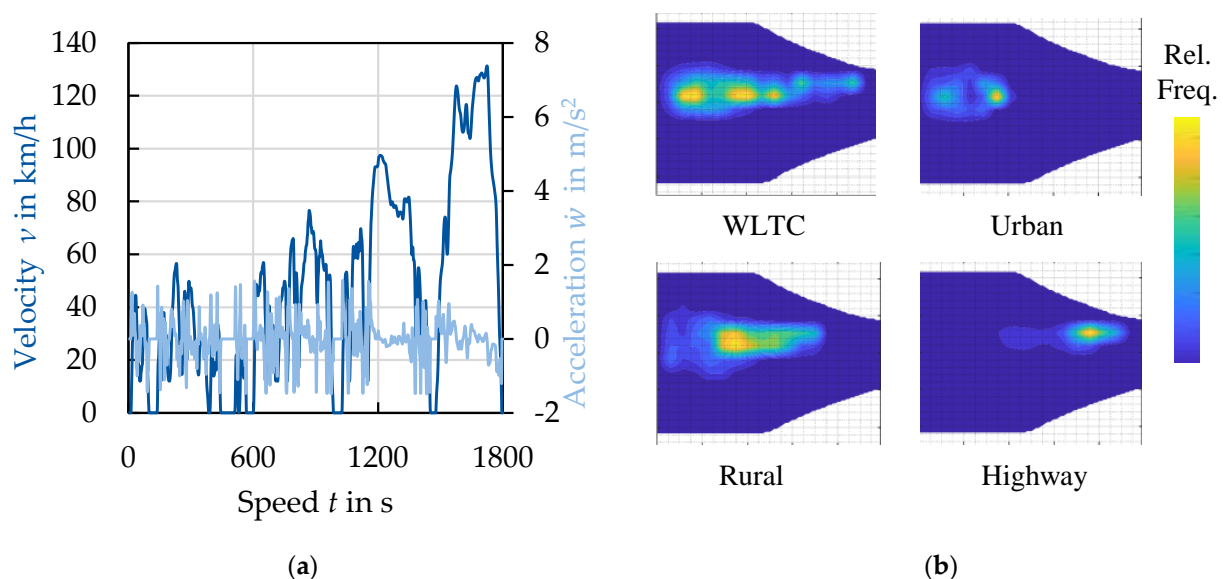 Velocity v in km/h
140
120
100
80
60
40
20
0
8
6
4
2
0
-2
Acceleration ẇ in m/s²
0
600
1200
1800
Speed t in s
(a)
WLTC
Urban
Rel.
Freq.
Rural
Highway
(b)